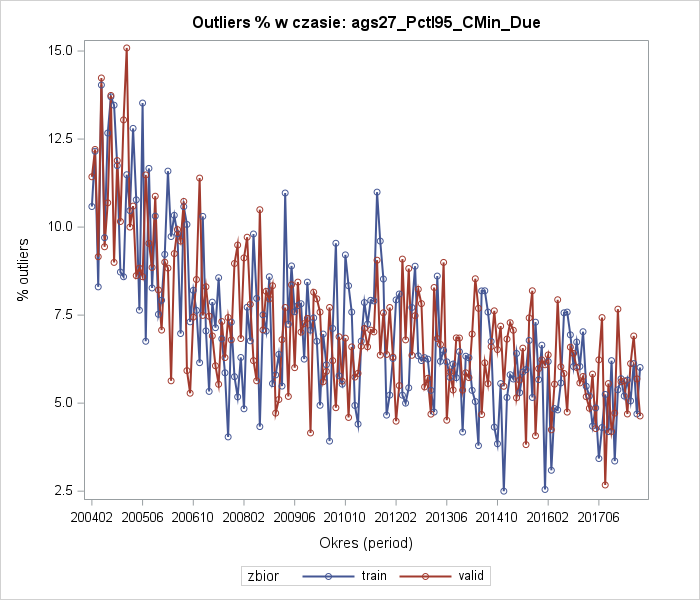 Outliers % w czasie: ags27_Pctl95_CMin_Due
15.0
12.5
10.0
7.5
5.0
2.5
% outliers
200402 200506 200610 200802 200906 201010 201202 201306 201410 201602 201706
Okres (period)
zbior train valid